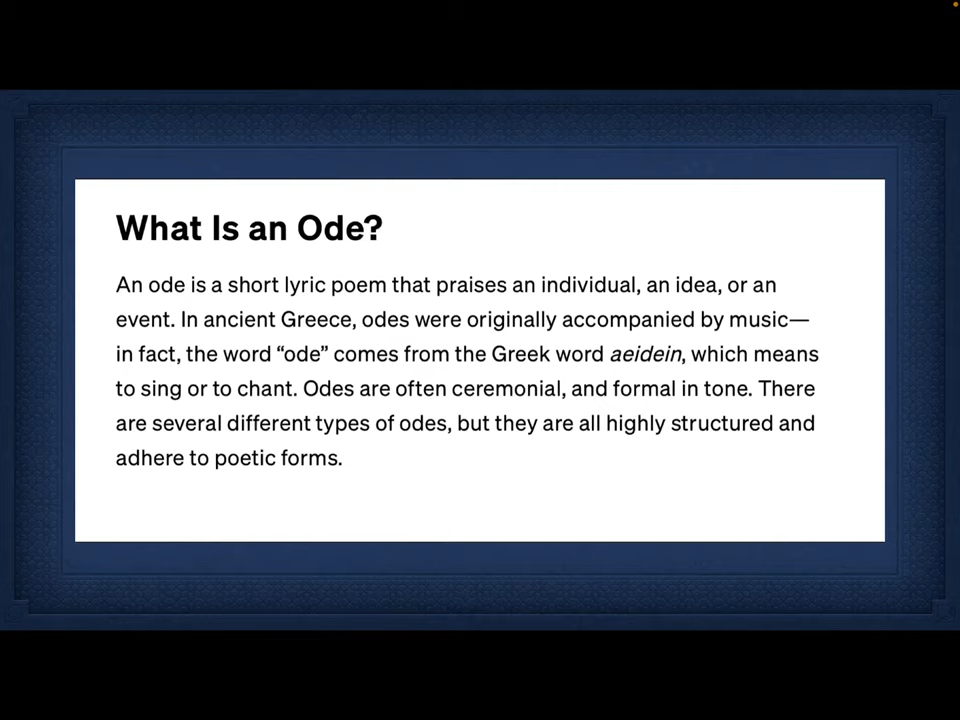 What Is an Ode?
An ode is a short lyric poem that praises an individual, an idea, or an
event. In ancient Greece, odes were originally accompanied by music—
in fact, the word “ode” comes from the Greek word aeidein, which means
to sing or to chant. Odes are often ceremonial, and formal in tone. There
are several different types of odes, but they are all highly structured and
adhere to poetic forms.